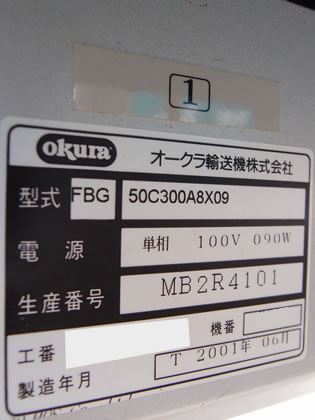 1
okura オークラ輸送機株式会社
型式 FBG 50C300A8X09
電源 単相 100V 090W
生産番号 MB2R4101
工番 機番
製造年月 T 2001年 06月